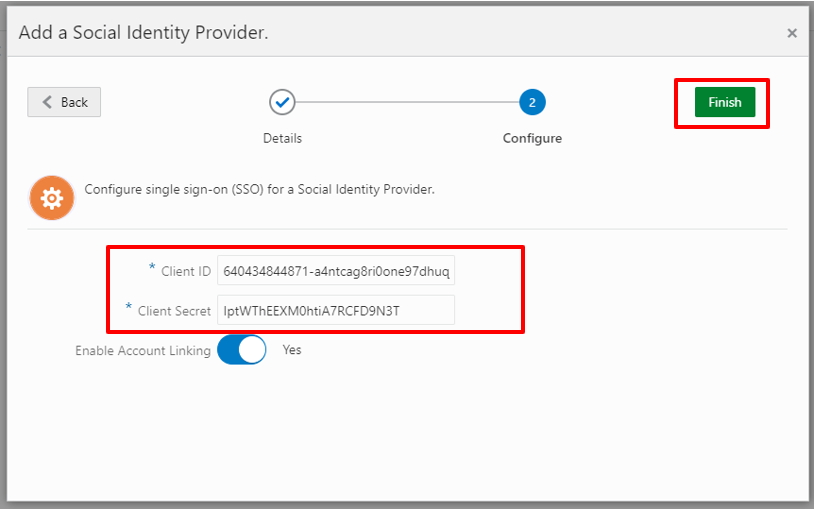 Add a Social Identity Provider.
×
Back
2
Finish
Details
Configure
Configure single sign-on (SSO) for a Social Identity Provider.
* Client ID 640434844871-a4ntcag8ri0one97dhuq
* Client Secret IptWThEEXM0htiA7RCFD9N3T
Enable Account Linking Yes